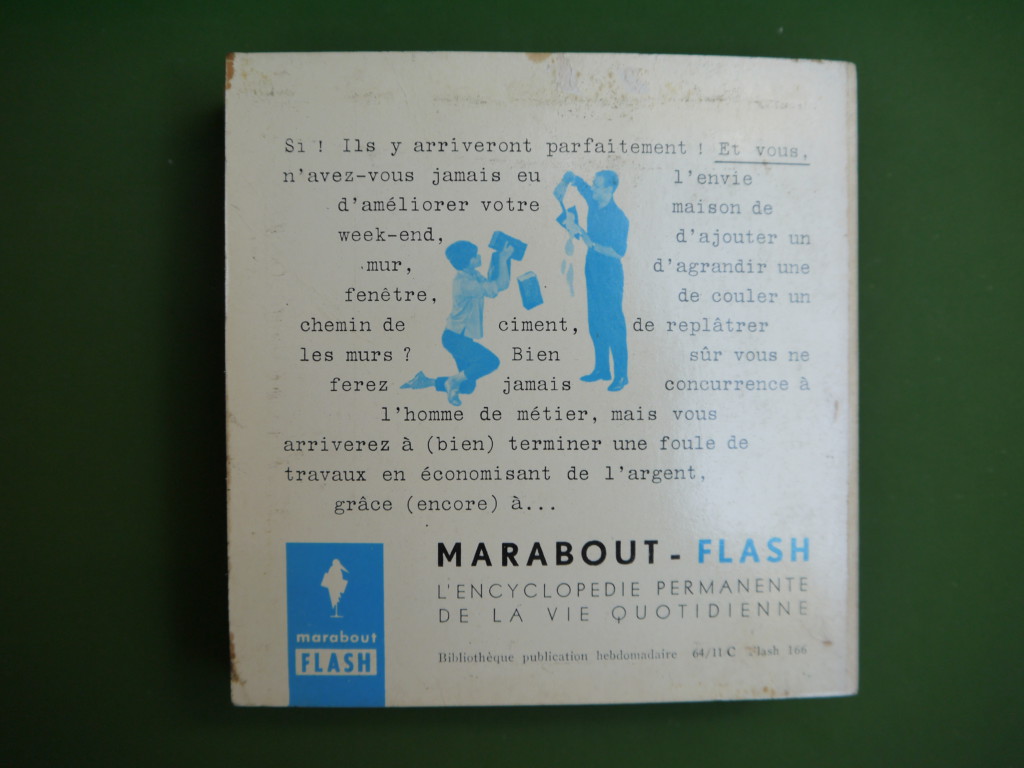 Si ! Ils y arriveront parfaitement ! Et vous,
n'avez-vous jamais eu l'envie
d'améliorer votre maison de
week-end, d'ajouter un
mur, d'agrandir une
fenêtre, de couler un
chemin de ciment, de replâtrer
les murs ? Bien sûr vous ne
ferez jamais concurrence à
l'homme de métier, mais vous
arriverez à (bien) terminer une foule de
travaux en économisant de l'argent,
grâce (encore) à...
MARABOUT - FLASH
L'ENCYCLOPEDIE PERMANENTE
DE LA VIE QUOTIDIENNE
marabout
FLASH
Bibliothèque publication hebdomadaire 64/11 C Flash 166